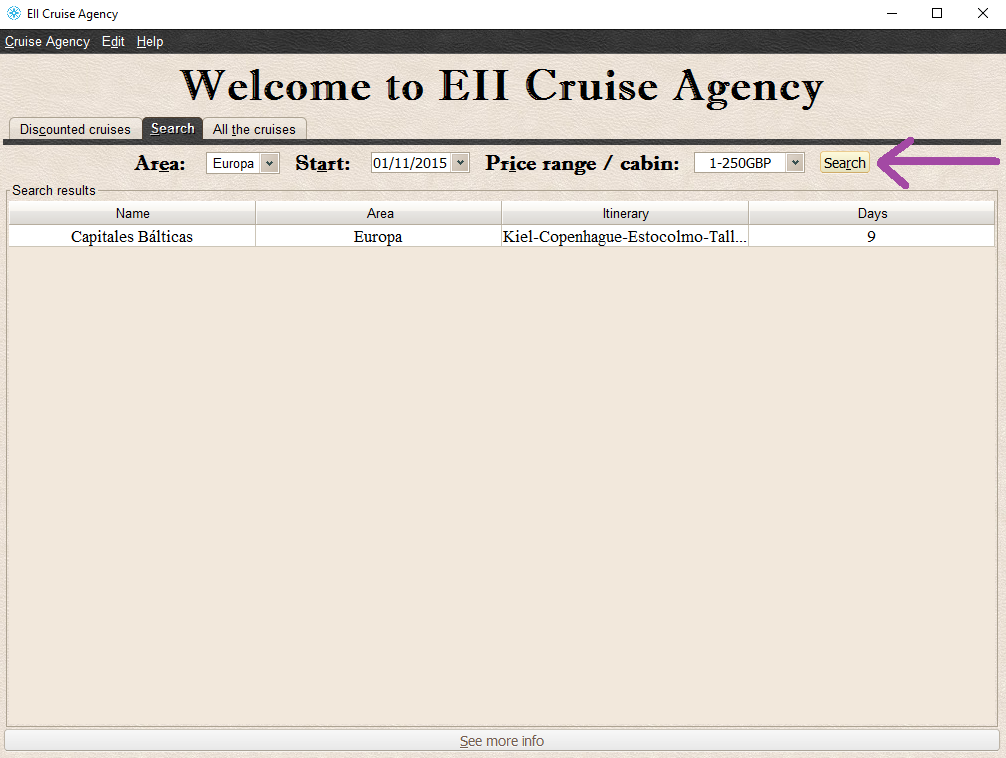 EII Cruise Agency
Cruise Agency Edit Help
Welcome to EII Cruise Agency
Discounted cruises Search All the cruises
Area: Europa Start: 01/11/2015 Price range / cabin: 1-250GBP Search
Search results
Name Area Itinerary Days
Capitales Bálticas Europa Kiel-Copenhague-Estocolmo-Tall... 9
See more info